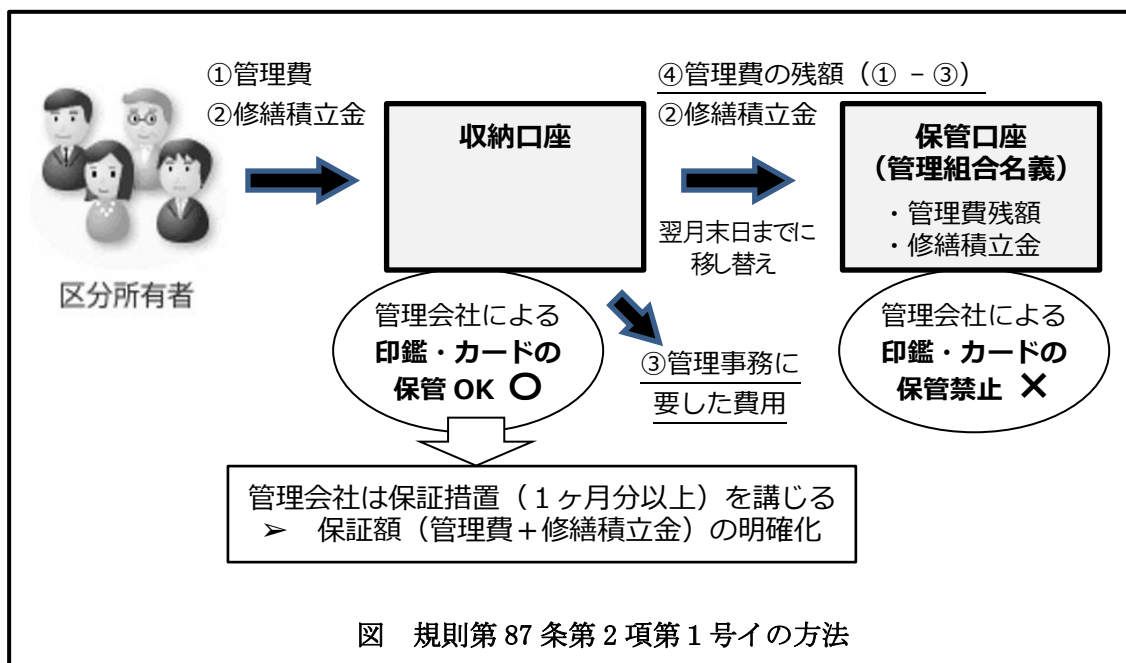 ①管理費
②修繕積立金
④管理費の残額（① － ③）
②修繕積立金
収納口座
保管口座
（管理組合名義）
・管理費残額
・修繕積立金
翌月末日までに
移し替え
区分所有者
管理会社による
印鑑・カードの
保管 OK 〇
③管理事務に
要した費用
管理会社による
印鑑・カードの
保管禁止 ×
管理会社は保証措置（１ヶ月分以上）を講じる
➢ 保証額（管理費＋修繕積立金）の明確化
図　規則第 87 条第 2 項第 1 号イの方法